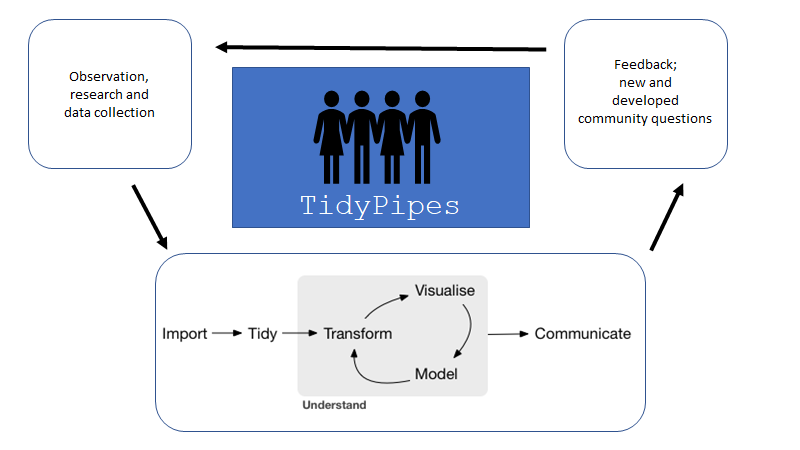 Observation,
research and
data collection
Feedback;
new and
developed
community questions
TidyPipes
Import
Tidy
Transform
Visualise
Model
Understand
Communicate